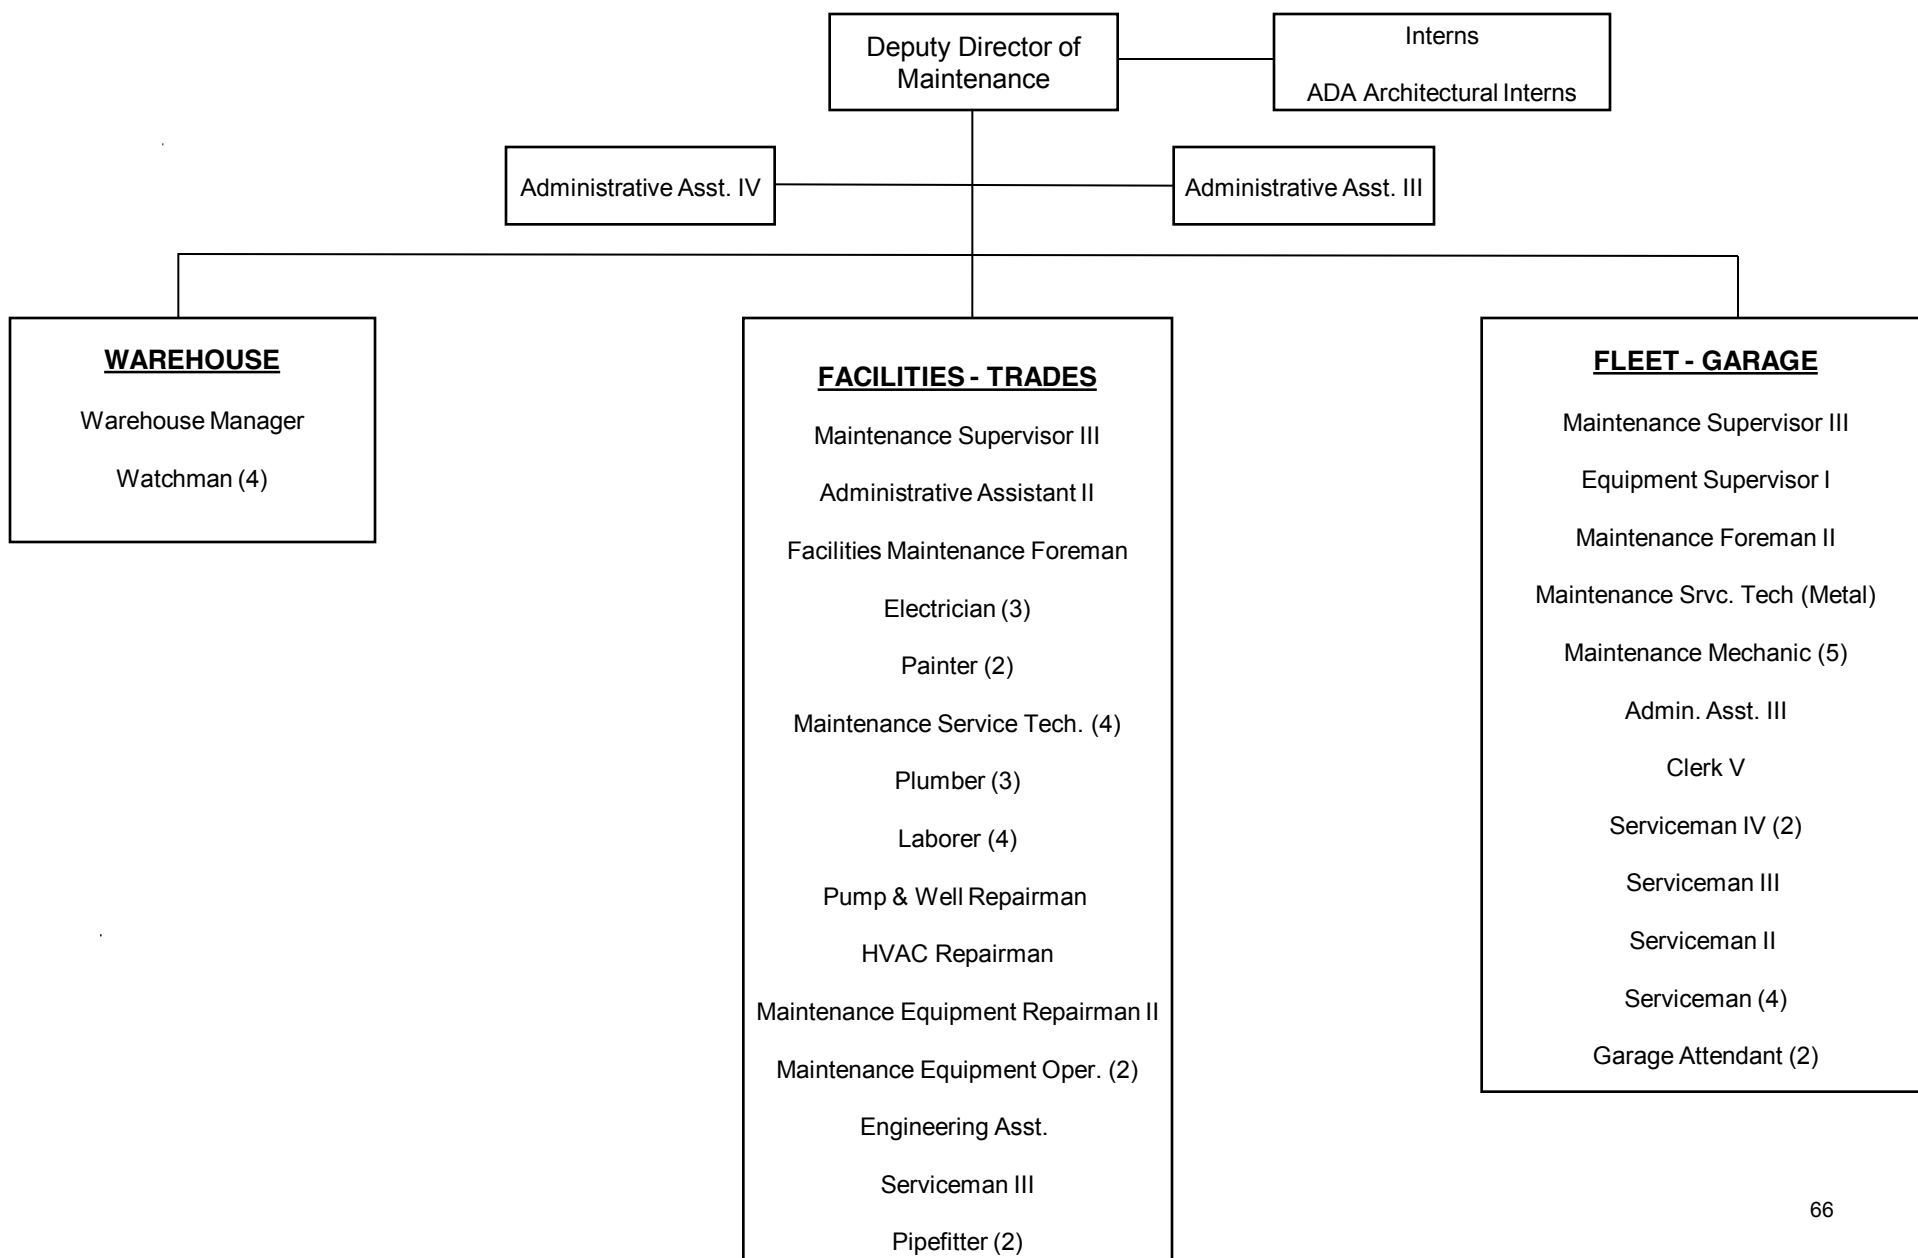 Deputy Director of
Maintenance
Interns
ADA Architectural Interns
Administrative Asst. IV
Administrative Asst. III
WAREHOUSE
Warehouse Manager
Watchman (4)
FACILITIES - TRADES
Maintenance Supervisor III
Administrative Assistant II
Facilities Maintenance Foreman
Electrician (3)
Painter (2)
Maintenance Service Tech. (4)
Plumber (3)
Laborer (4)
Pump & Well Repairman
HVAC Repairman
Maintenance Equipment Repairman II
Maintenance Equipment Oper. (2)
Engineering Asst.
Serviceman III
Pipefitter (2)
FLEET - GARAGE
Maintenance Supervisor III
Equipment Supervisor I
Maintenance Foreman II
Maintenance Srvc. Tech (Metal)
Maintenance Mechanic (5)
Admin. Asst. III
Clerk V
Serviceman IV (2)
Serviceman III
Serviceman II
Serviceman (4)
Garage Attendant (2)
66